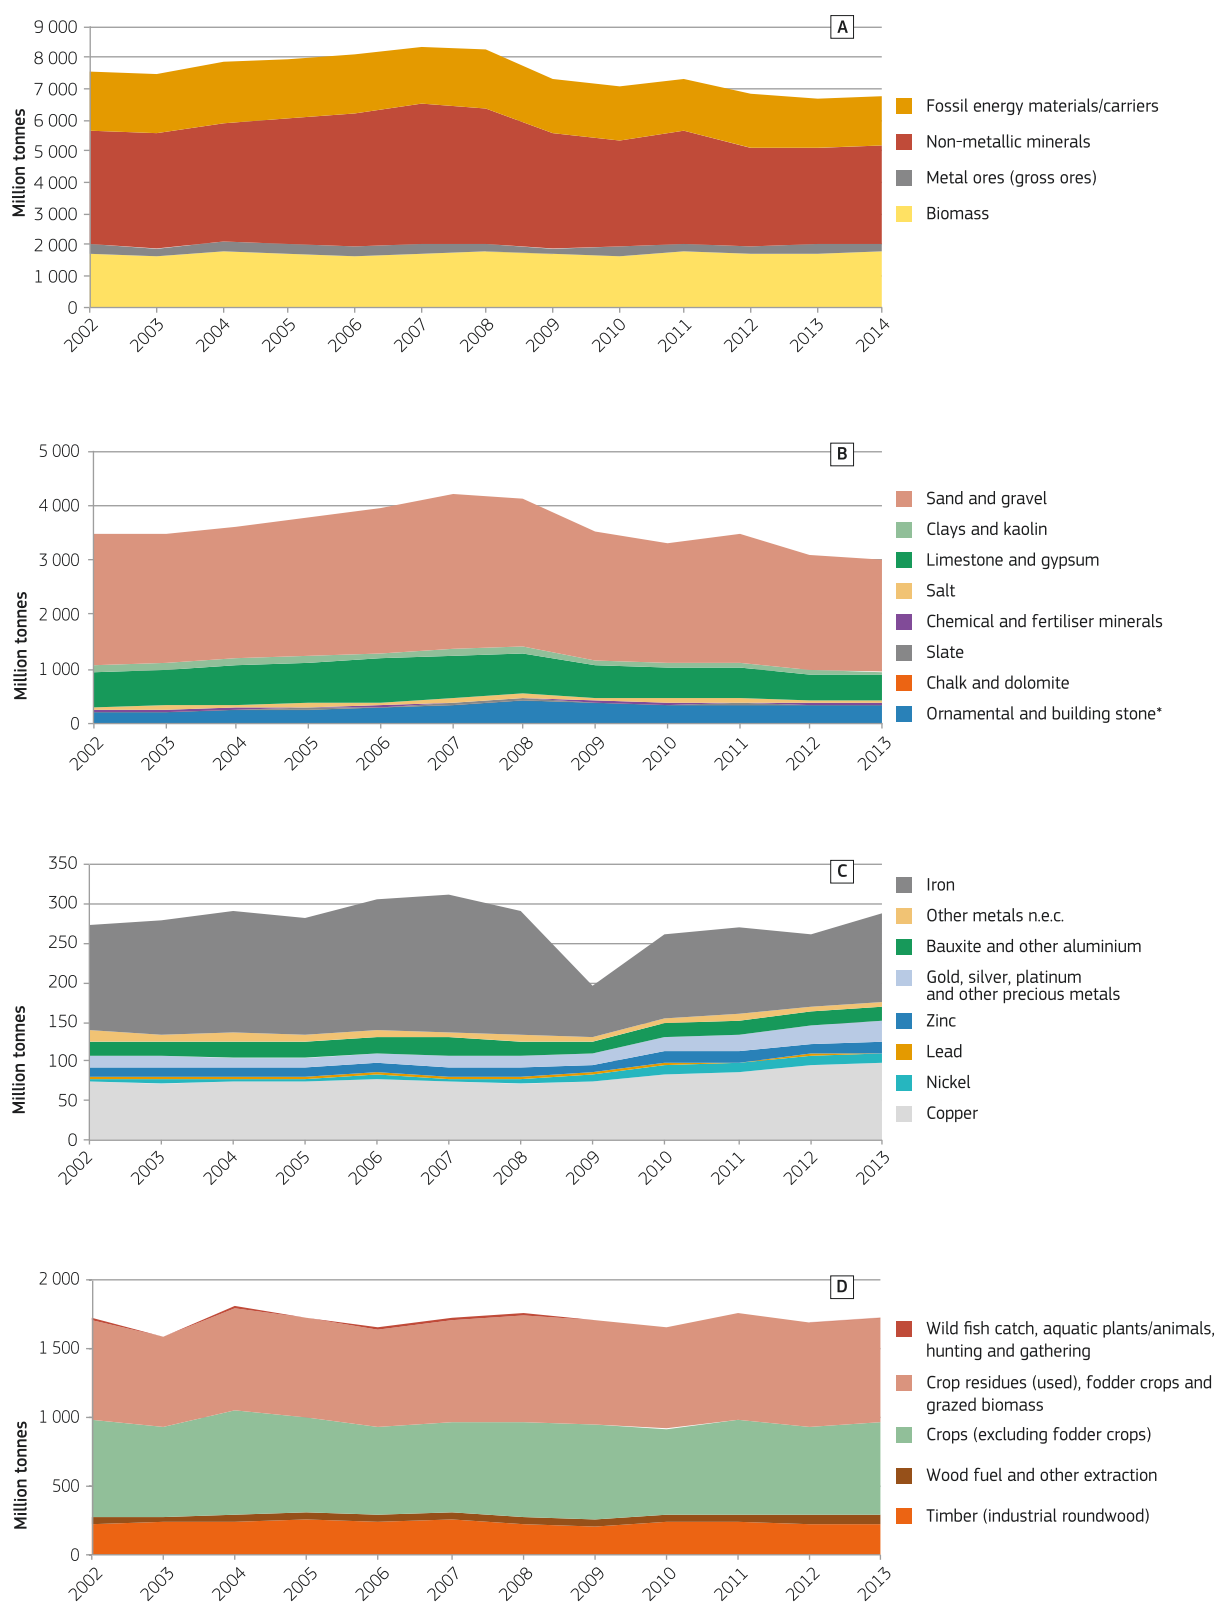 A
9 000
8 000
7 000
6 000
5 000
4 000
3 000
2 000
1 000
0
Million tonnes
2002 2003 2004 2005 2006 2007 2008 2009 2010 2011 2012 2013 2014
Fossil energy materials/carriers
Non-metallic minerals
Metal ores (gross ores)
Biomass
B
5 000
4 000
3 000
2 000
1 000
0
Million tonnes
2002 2003 2004 2005 2006 2007 2008 2009 2010 2011 2012 2013
Sand and gravel
Clays and kaolin
Limestone and gypsum
Salt
Chemical and fertiliser minerals
Slate
Chalk and dolomite
Ornamental and building stone*
C
350
300
250
200
150
100
50
0
Million tonnes
2002 2003 2004 2005 2006 2007 2008 2009 2010 2011 2012 2013
Iron
Other metals n.e.c.
Bauxite and other aluminium
Gold, silver, platinum
and other precious metals
Zinc
Lead
Nickel
Copper
D
2 000
1 500
1 000
500
0
Million tonnes
2002 2003 2004 2005 2006 2007 2008 2009 2010 2011 2012 2013
Wild fish catch, aquatic plants/animals,
hunting and gathering
Crop residues (used), fodder crops and
grazed biomass
Crops (excluding fodder crops)
Wood fuel and other extraction
Timber (industrial roundwood)